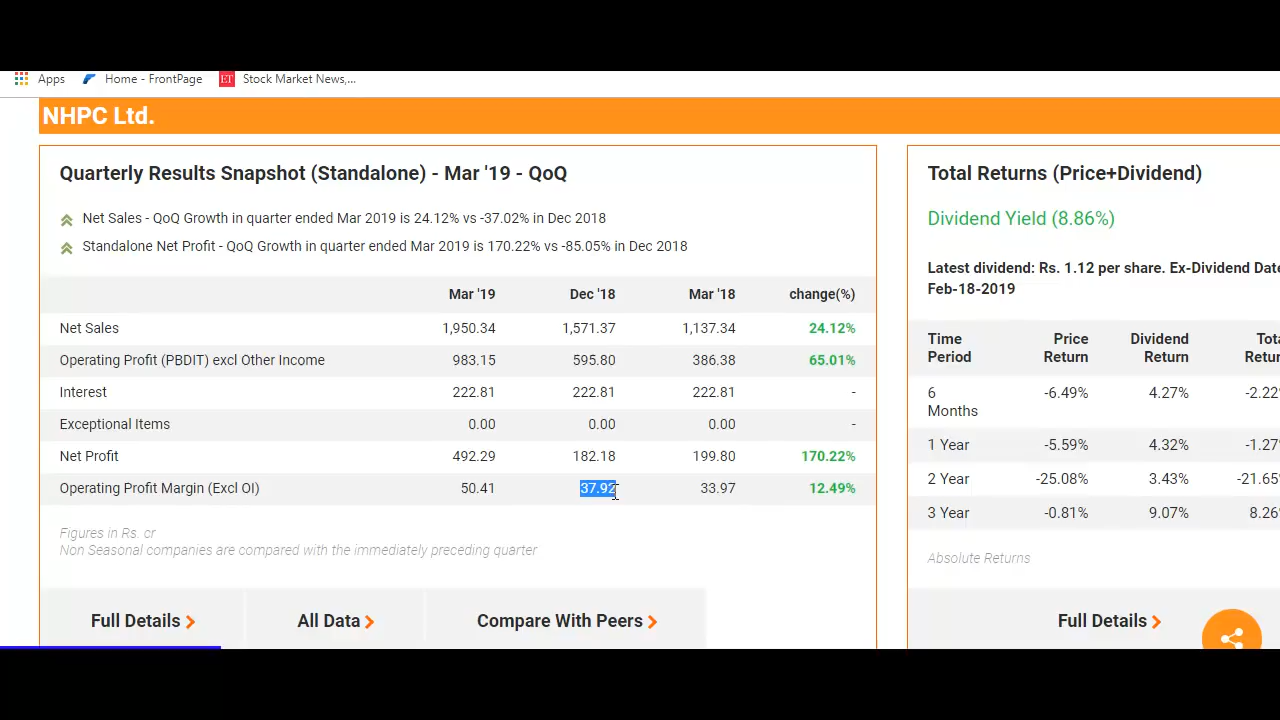 Apps Home - FrontPage ET Stock Market News,...
NHPC Ltd.
Quarterly Results Snapshot (Standalone) - Mar '19 - QoQ
Net Sales - QoQ Growth in quarter ended Mar 2019 is 24.12% vs -37.02% in Dec 2018
Standalone Net Profit - QoQ Growth in quarter ended Mar 2019 is 170.22% vs -85.05% in Dec 2018
Mar '19 Dec '18 Mar '18 change(%)
Net Sales 1,950.34 1,571.37 1,137.34 24.12%
Operating Profit (PBDIT) excl Other Income 983.15 595.80 386.38 65.01%
Interest 222.81 222.81 222.81 -
Exceptional Items 0.00 0.00 0.00 -
Net Profit 492.29 182.18 199.80 170.22%
Operating Profit Margin (Excl OI) 50.41 37.92 33.97 12.49%
Figures in Rs. cr
Non Seasonal companies are compared with the immediately preceding quarter
Full Details All Data Compare With Peers
Total Returns (Price+Dividend)
Dividend Yield (8.86%)
Latest dividend: Rs. 1.12 per share. Ex-Dividend Date
Feb-18-2019
Time Price Dividend
Period Return Return
6 -6.49% 4.27% -2.22
Months
1 Year -5.59% 4.32% -1.27
2 Year -25.08% 3.43% -21.65
3 Year -0.81% 9.07% 8.26
Absolute Returns
Full Details